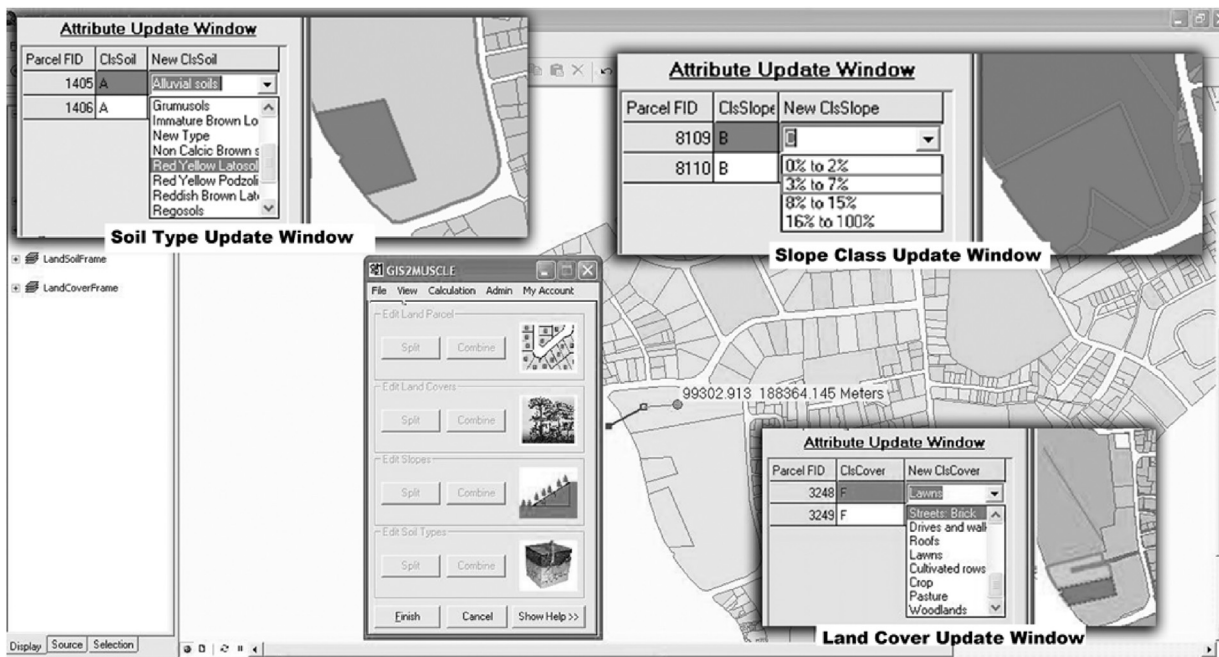 Attribute Update Window
Parcel FID ClsSoil New ClsSoil
1405 A Alluvial soils
1406 A
Grumusols
Immature Brown Lo
New Type
Non Calcic Brown s
Red Yellow Latosol
Red Yellow Podzoli
Reddish Brown Lat
Regosols
Soil Type Update Window
Attribute Update Window
Parcel FID ClsSlope New ClsSlope
8109 B B
8110 B
0% to 2%
3% to 7%
8% to 15%
16% to 100%
Slope Class Update Window
LandSoilFrame
LandCoverFrame
GIS2MUSCLE
File View Calculation Admin My Account
Edit Land Parcel
Split Combine
Edit Land Covers
Split Combine
Edit Slopes
Split Combine
Edit Soil Types
Split Combine
Finish Cancel Show Help >>
99302.913 188364.145 Meters
Attribute Update Window
Parcel FID ClsCover New ClsCover
3248 F Lawns
3249 F
Streets: Brick
Drives and walk
Roofs
Lawns
Cultivated rows
Crop
Pasture
Woodlands
Land Cover Update Window
Display Source Selection